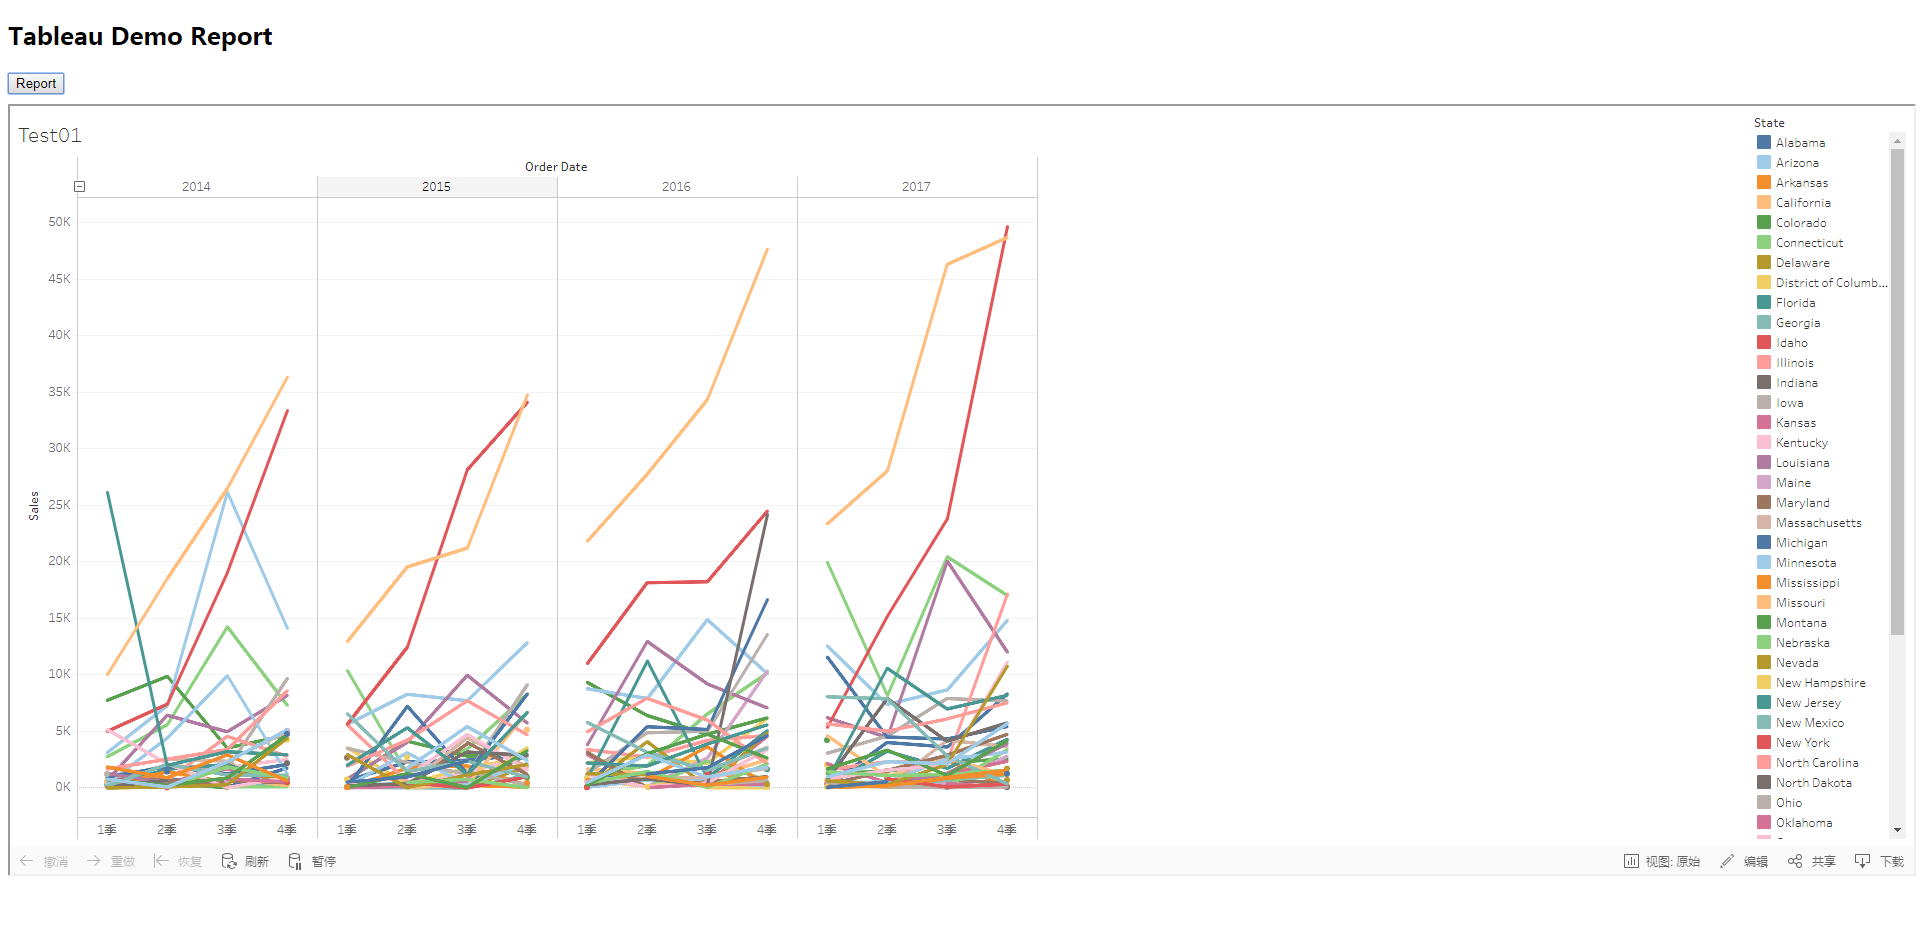 Tableau Demo Report
Report
Test01
State
Order Date
2014 2015 2016 2017
50K
45K
40K
35K
30K
25K
20K
15K
10K
5K
0K
Sales
1季 2季 3季 4季 1季 2季 3季 4季 1季 2季 3季 4季 1季 2季 3季 4季
Alabama
Arizona
Arkansas
California
Colorado
Connecticut
Delaware
District of Columb...
Florida
Georgia
Idaho
Illinois
Indiana
Iowa
Kansas
Kentucky
Louisiana
Maine
Maryland
Massachusetts
Michigan
Minnesota
Mississippi
Missouri
Montana
Nebraska
Nevada
New Hampshire
New Jersey
New Mexico
New York
North Carolina
North Dakota
Ohio
Oklahoma
撤消 重做 恢复 刷新 暂停 视图: 原始 编辑 共享 下载